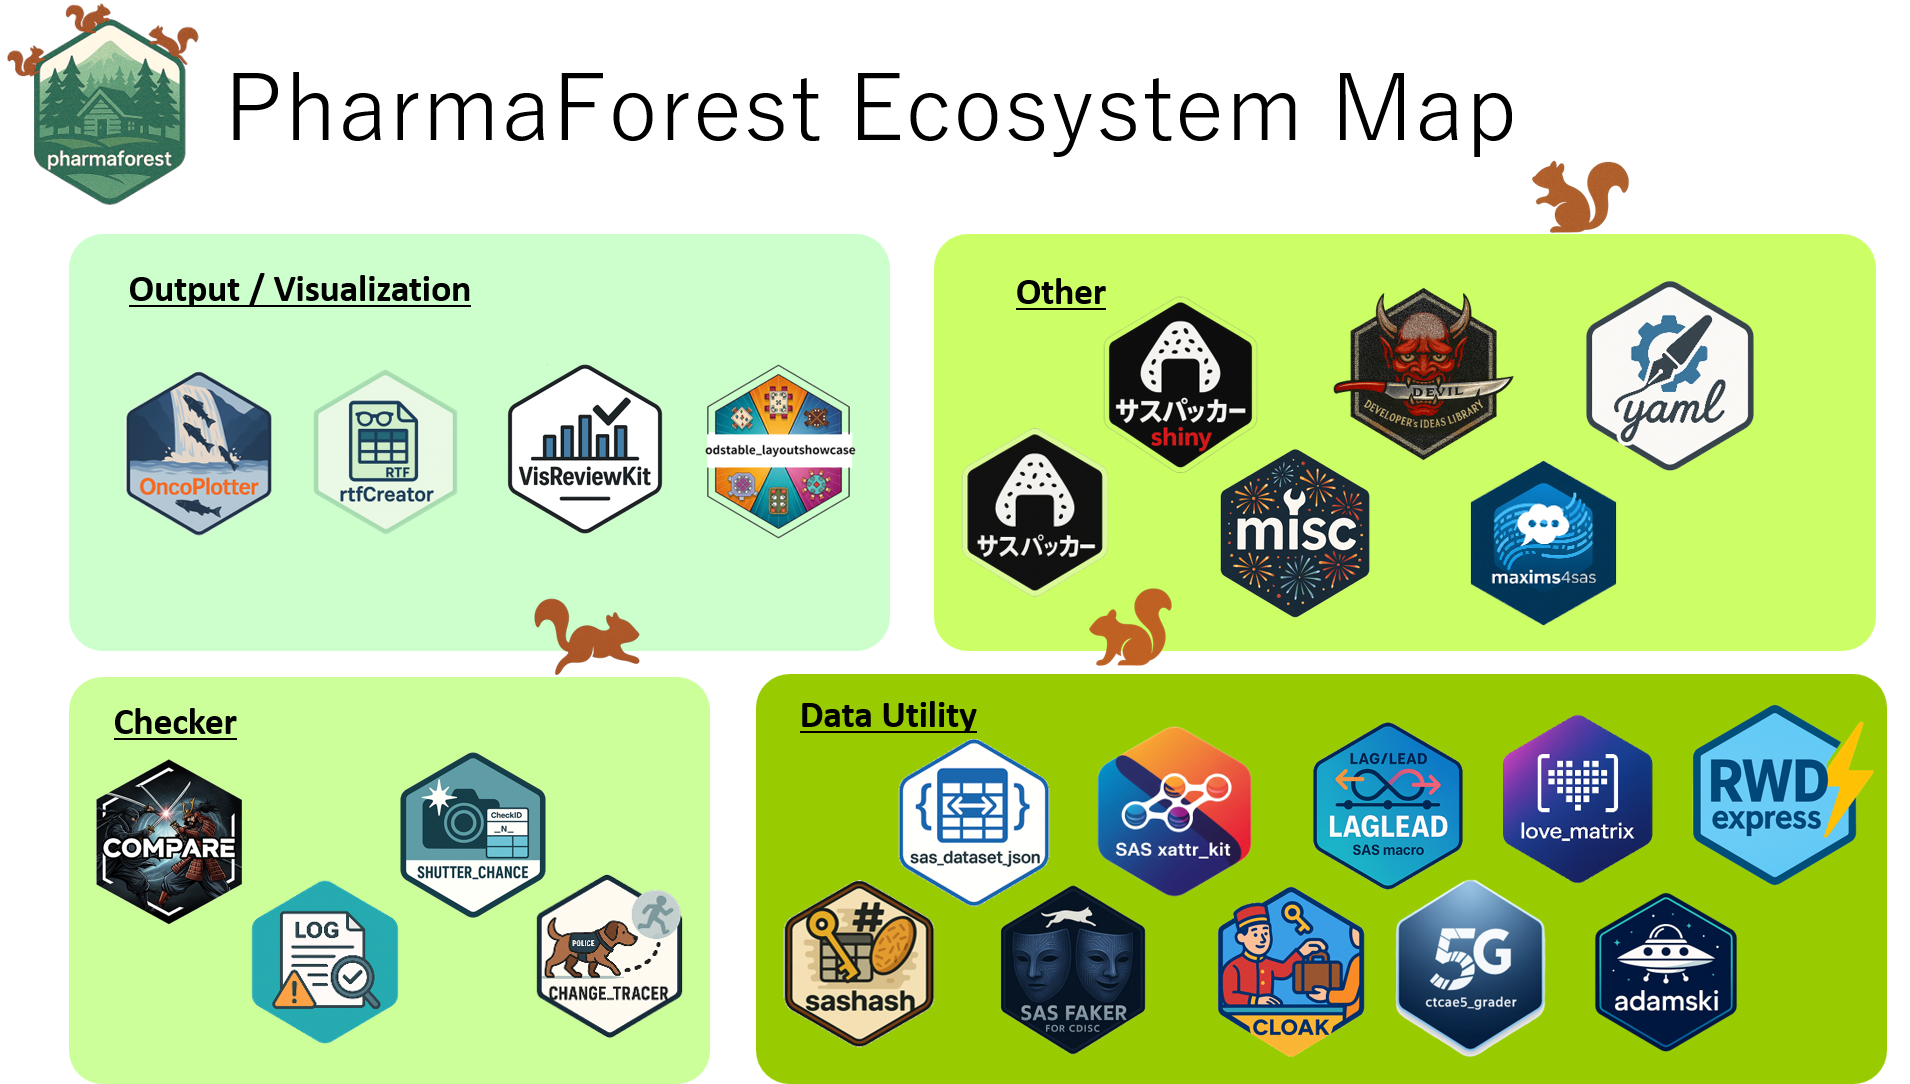 pharmaforest
PharmaForest Ecosystem Map
Output / Visualization
OncoPlotter
RTF
rtfCreator
VisReviewKit
odstable_layoutshowcase
Other
サスパッカー
shiny
DEVIL
DEVELOPER's IDEAS LIBRARY
yaml
サスパッカー
misc
maxims4sas
Checker
COMPARE
LOG
CheckID
_N_
SHUTTER_CHANCE
POLICE
CHANGE_TRACER
Data Utility
sas_dataset_json
SAS xattr_kit
LAG/LEAD
LAGLEAD
SAS macro
love_matrix
RWD
express
#
sashash
SAS FAKER
FOR CDISC
CLOAK
5G
ctcae5_grader
adamski